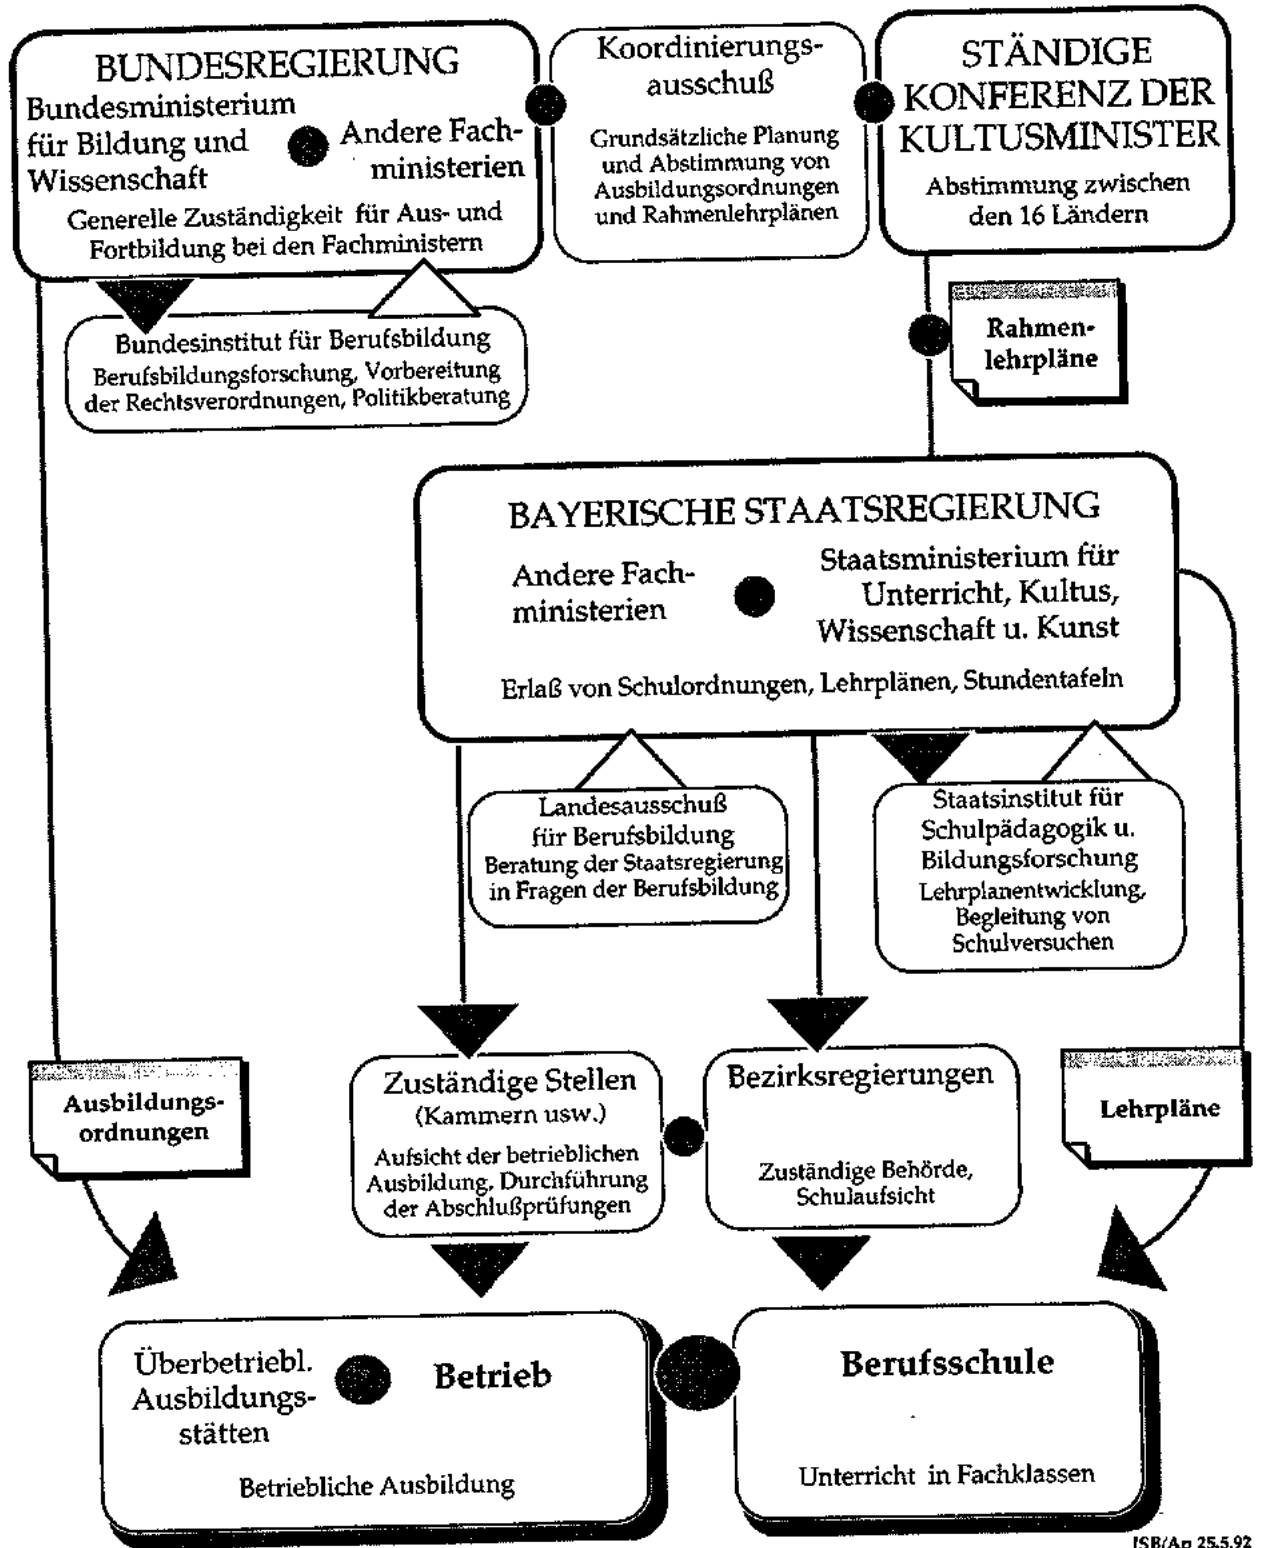 BUNDESREGIERUNG
Bundesministerium
für Bildung und
Wissenschaft
Andere Fach-
ministerien
Generelle Zuständigkeit für Aus- und
Fortbildung bei den Fachministern
Koordinierungs-
ausschuß
Grundsätzliche Planung
und Abstimmung von
Ausbildungsordnungen
und Rahmenlehrplänen
STÄNDIGE
KONFERENZ DER
KULTUSMINISTER
Abstimmung zwischen
den 16 Ländern
Bundesinstitut für Berufsbildung
Berufsbildungsforschung, Vorbereitung
der Rechtsverordnungen, Politikberatung
Rahmen-
lehrpläne
BAYERISCHE STAATSREGIERUNG
Andere Fach-
ministerien
Staatsministerium für
Unterricht, Kultus,
Wissenschaft u. Kunst
Erlaß von Schulordnungen, Lehrplänen, Stundentafeln
Landesausschuß
für Berufsbildung
Beratung der Staatsregierung
in Fragen der Berufsbildung
Staatsinstitut für
Schulpädagogik u.
Bildungsforschung
Lehrplanentwicklung,
Begleitung von
Schulversuchen
Ausbildungs-
ordnungen
Zuständige Stellen
(Kammern usw.)
Aufsicht der betrieblichen
Ausbildung, Durchführung
der Abschlußprüfungen
Bezirksregierungen
Zuständige Behörde,
Schulaufsicht
Lehrpläne
Überbetriebl.
Ausbildungs-
stätten
Betrieb
Betriebliche Ausbildung
Berufsschule
Unterricht in Fachklassen
ISB/Ap 25.5.92